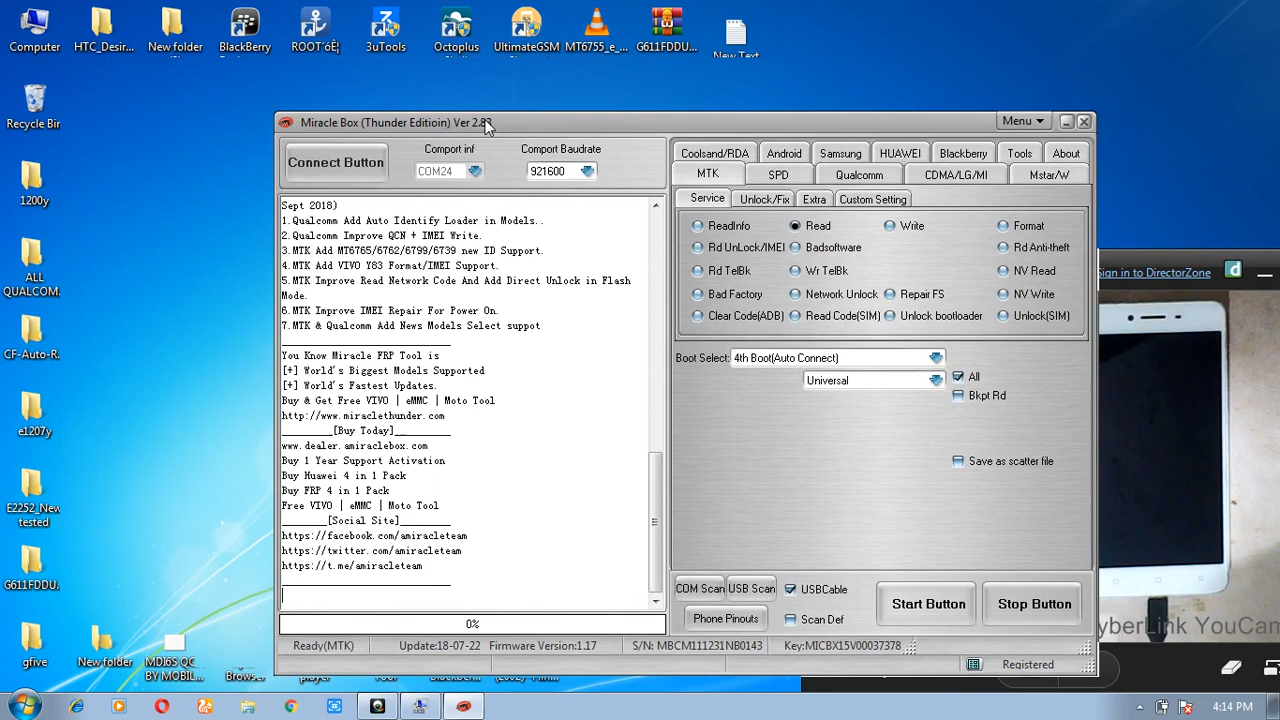 Computer
HTC_Desir...
New folder
BlackBerry
3uTools
Octoplus
UltimateGSM
MT6755_e_...
G611FDDU...
New Text
Recycle Bin
1200y
ALL
QUALCOM...
CF-Auto-R...
e1207y
E2252_New
tested
G611FDDU...
gfive
New folder
MDI6S QC
BY MOBIL...
Browser
Miracle Box (Thunder Editioin) Ver 2.8
Menu
Connect Button
Comport inf
COM24
Comport Baudrate
921600
Sept 2018)
1.Qualcomm Add Auto Identify Loader in Models..
2.Qualcomm Improve QCN + IMEI Write.
3.MTK Add MT6765/6762/6799/6739 new ID Support.
4.MTK Add VIVO Y83 Format/IMEI Support.
5.MTK Improve Read Network Code And Add Direct Unlock in Flash
Mode.
6.MTK Improve IMEI Repair For Power On.
7.MTK & Qualcomm Add News Models Select suppot
You Know Miracle FRP Tool is
[+] World's Biggest Models Supported
[+] World's Fastest Updates.
Buy & Get Free VIVO | eMMC | Moto Tool
http://www.miraclethunder.com
________[Buy Today]________
www.dealer.amiraclebox.com
Buy 1 Year Support Activation
Buy Huawei 4 in 1 Pack
Buy FRP 4 in 1 Pack
Free VIVO | eMMC | Moto Tool
_______[Social Site]_______
https://facebook.com/amiracleteam
https://twitter.com/amiracleteam
https://t.me/amiracleteam
0%
Coolsand/RDA Android Samsung HUAWEI Blackberry Tools About
MTK SPD Qualcomm CDMA/LG/MI Mstar/W
Service Unlock/Fix Extra Custom Setting
ReadInfo Read Write Format
Rd UnLock/IMEI Badsoftware Rd Anti-theft
Rd TelBk Wr TelBk NV Read
Bad Factory Network Unlock Repair FS NV Write
Clear Code(ADB) Read Code(SIM) Unlock bootloader Unlock(SIM)
Boot Select: 4th Boot(Auto Connect)
Universal
All
Bkpt Rd
Save as scatter file
COM Scan USB Scan USBCable
Phone Pinouts Scan Def
Start Button
Stop Button
Ready(MTK) Update:18-07-22 Firmware Version:1.17 S/N: MBCM111231NB0143 Key:MICBX15V00037378
Registered
Sign in to DirectorZone
yberLink YouCam
4:14 PM